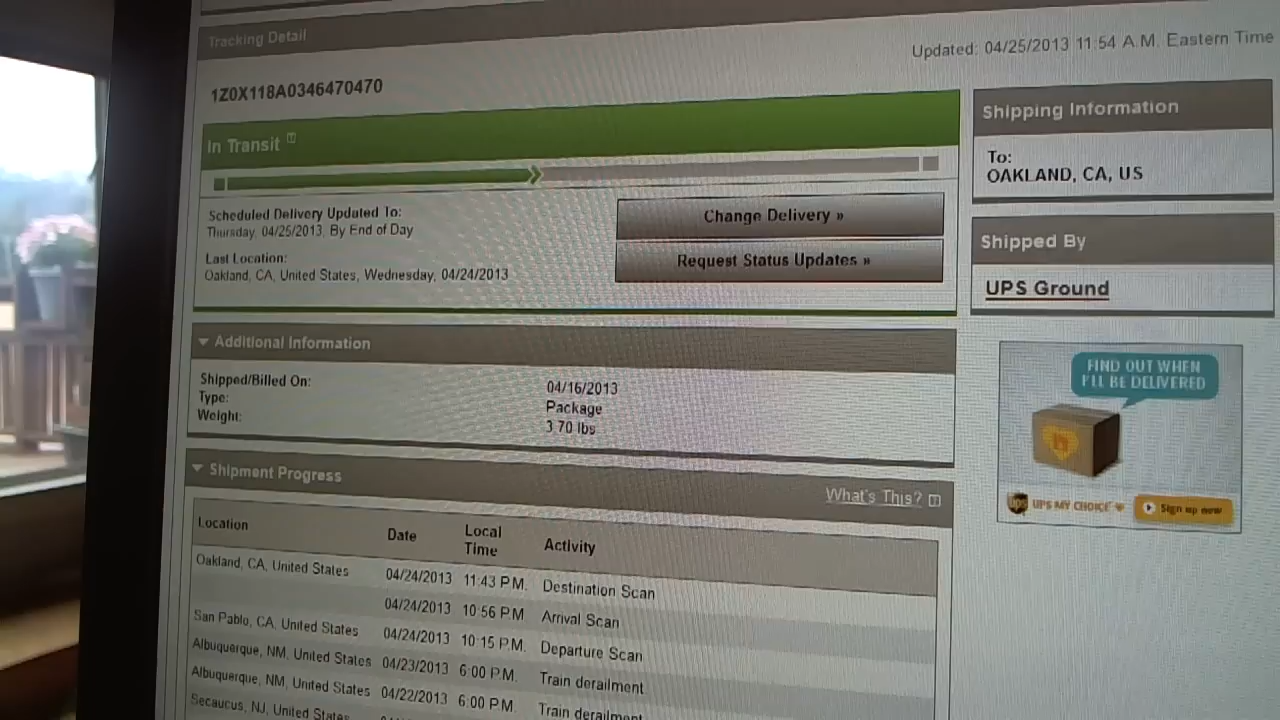 Tracking Detail
Updated: 04/25/2013 11:54 A.M. Eastern Time
1Z0X118A0346470470
In Transit
Scheduled Delivery Updated To:
Thursday, 04/25/2013, By End of Day
Last Location:
Oakland, CA, United States, Wednesday, 04/24/2013
Change Delivery »
Request Status Updates »
Shipping Information
To:
OAKLAND, CA, US
Shipped By
UPS Ground
FIND OUT WHEN
I'LL BE DELIVERED
UPS MY CHOICE
Sign up now
Additional Information
Shipped/Billed On: 04/16/2013
Type: Package
Weight: 3.70 lbs
Shipment Progress
What's This?
Location Date Local Time Activity
Oakland, CA, United States 04/24/2013 11:43 P.M. Destination Scan
04/24/2013 10:56 P.M. Arrival Scan
San Pablo, CA, United States 04/24/2013 10:15 P.M. Departure Scan
Albuquerque, NM, United States 04/23/2013 6:00 P.M. Train derailment
Albuquerque, NM, United States 04/22/2013 6:00 P.M. Train derailment
Secaucus, NJ, United States